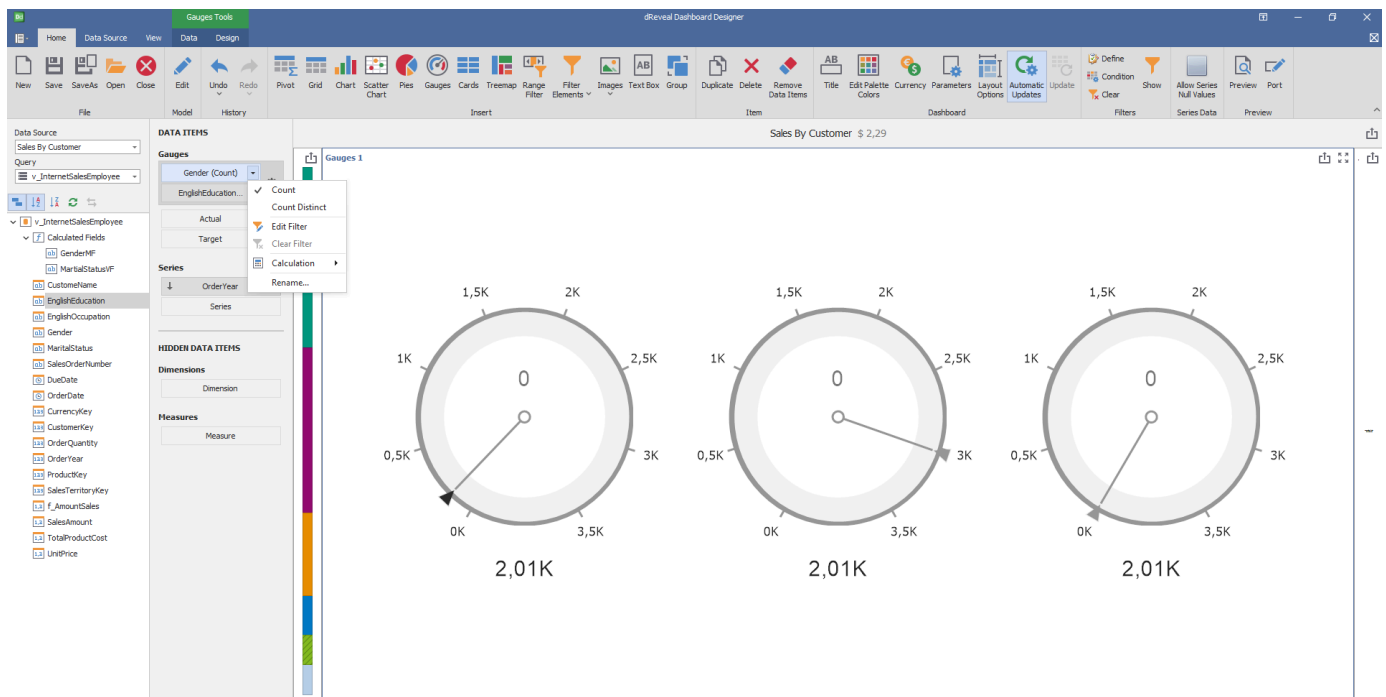 Gauges Tools
dReveal Dashboard Designer
Home Data Source View Data Design
New Save SaveAs Open Close Edit Undo Redo Pivot Grid Chart Scatter Chart Pies Gauges Cards Treemap Range Filter Filter Elements Images Text Box Group Duplicate Delete Remove Data Items Title Edit Palette Colors Currency Parameters Layout Options Automatic Updates Update Define Condition Clear Show Allow Series Null Values Preview Port
File Model History Insert Item Dashboard Filters Series Data Preview
Data Source
Sales By Customer
Query
v_InternetSalesEmployee
v_InternetSalesEmployee
Calculated Fields
GenderMF
MartialStatusVF
CustomeName
EnglishEducation
EnglishOccupation
Gender
MaritalStatus
SalesOrderNumber
DueDate
OrderDate
CurrencyKey
CustomerKey
OrderQuantity
OrderYear
ProductKey
SalesTerritoryKey
f_AmountSales
SalesAmount
TotalProductCost
UnitPrice
DATA ITEMS
Gauges
Gender (Count)
EnglishEducation...
Actual
Target
Series
OrderYear
Series
HIDDEN DATA ITEMS
Dimensions
Dimension
Measures
Measure
Count
Count Distinct
Edit Filter
Clear Filter
Calculation
Rename...
Sales By Customer $ 2,29
Gauges 1
1,5K 2K 1,5K 2K 1,5K 2K
1K 2,5K 1K 2,5K 1K 2,5K
0 0 0
0,5K 3K 0,5K 3K 0,5K 3K
0K 3,5K 0K 3,5K 0K 3,5K
2,01K 2,01K 2,01K